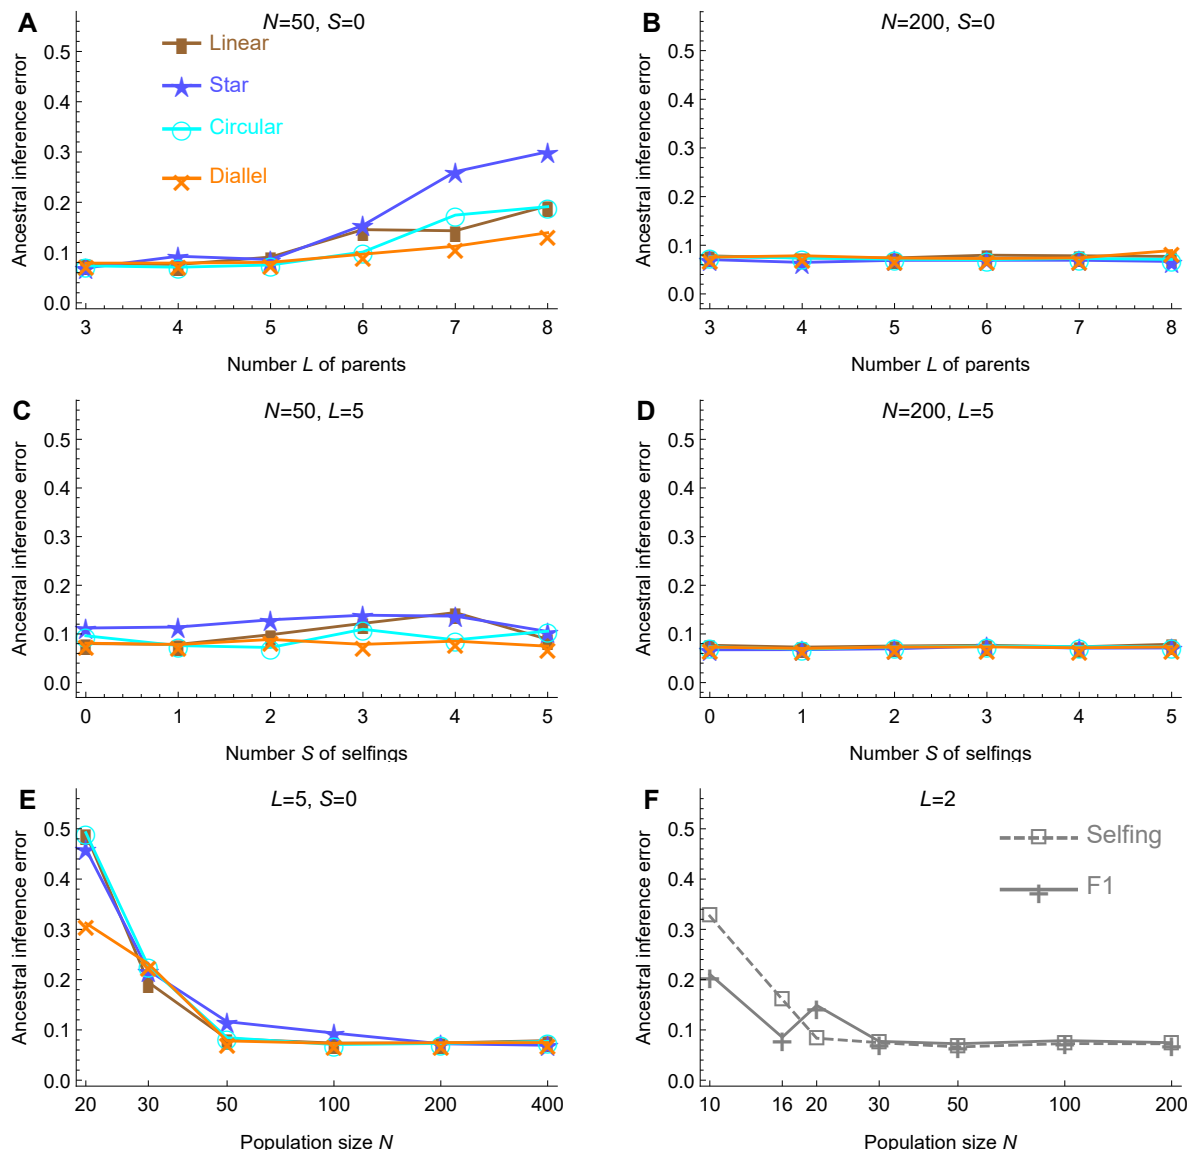 A
N=50, S=0
Linear
Star
Circular
Diallel
Ancestral inference error
0.5
0.4
0.3
0.2
0.1
0.0
3 4 5 6 7 8
Number L of parents
B
N=200, S=0
Ancestral inference error
0.5
0.4
0.3
0.2
0.1
0.0
3 4 5 6 7 8
Number L of parents
C
N=50, L=5
Ancestral inference error
0.5
0.4
0.3
0.2
0.1
0.0
0 1 2 3 4 5
Number S of selfings
D
N=200, L=5
Ancestral inference error
0.5
0.4
0.3
0.2
0.1
0.0
0 1 2 3 4 5
Number S of selfings
E
L=5, S=0
Ancestral inference error
0.5
0.4
0.3
0.2
0.1
0.0
20 30 50 100 200 400
Population size N
F
L=2
Selfing
F1
Ancestral inference error
0.5
0.4
0.3
0.2
0.1
0.0
10 16 20 30 50 100 200
Population size N